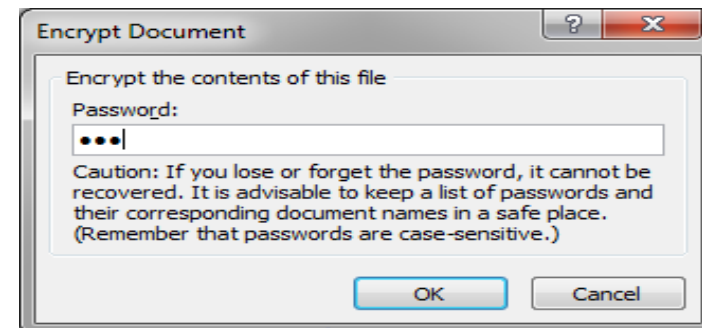 Encrypt Document
Encrypt the contents of this file
Password:
●●●
Caution: If you lose or forget the password, it cannot be
recovered. It is advisable to keep a list of passwords and
their corresponding document names in a safe place.
(Remember that passwords are case-sensitive.)
OK Cancel